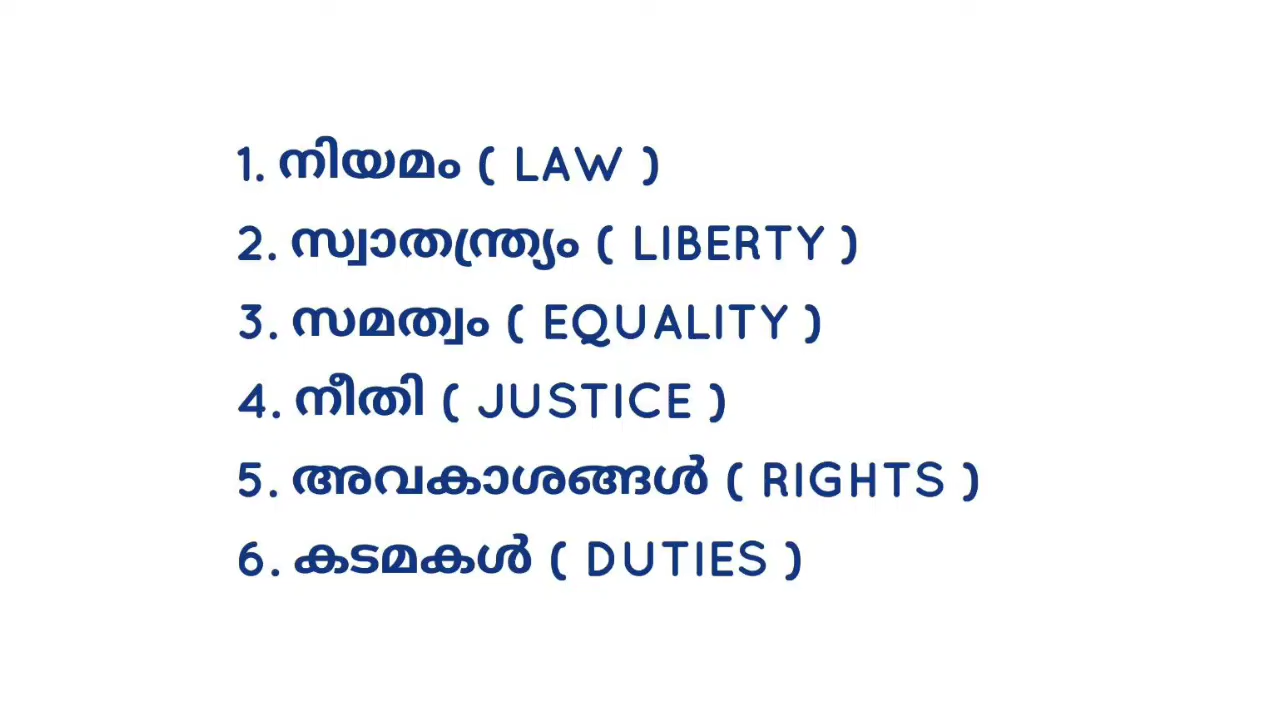 1. നിയമം ( LAW )
2. സ്വാതന്ത്ര്യം ( LIBERTY )
3. സമത്വം ( EQUALITY )
4. നീതി ( JUSTICE )
5. അവകാശങ്ങൾ ( RIGHTS )
6. കടമകൾ ( DUTIES )